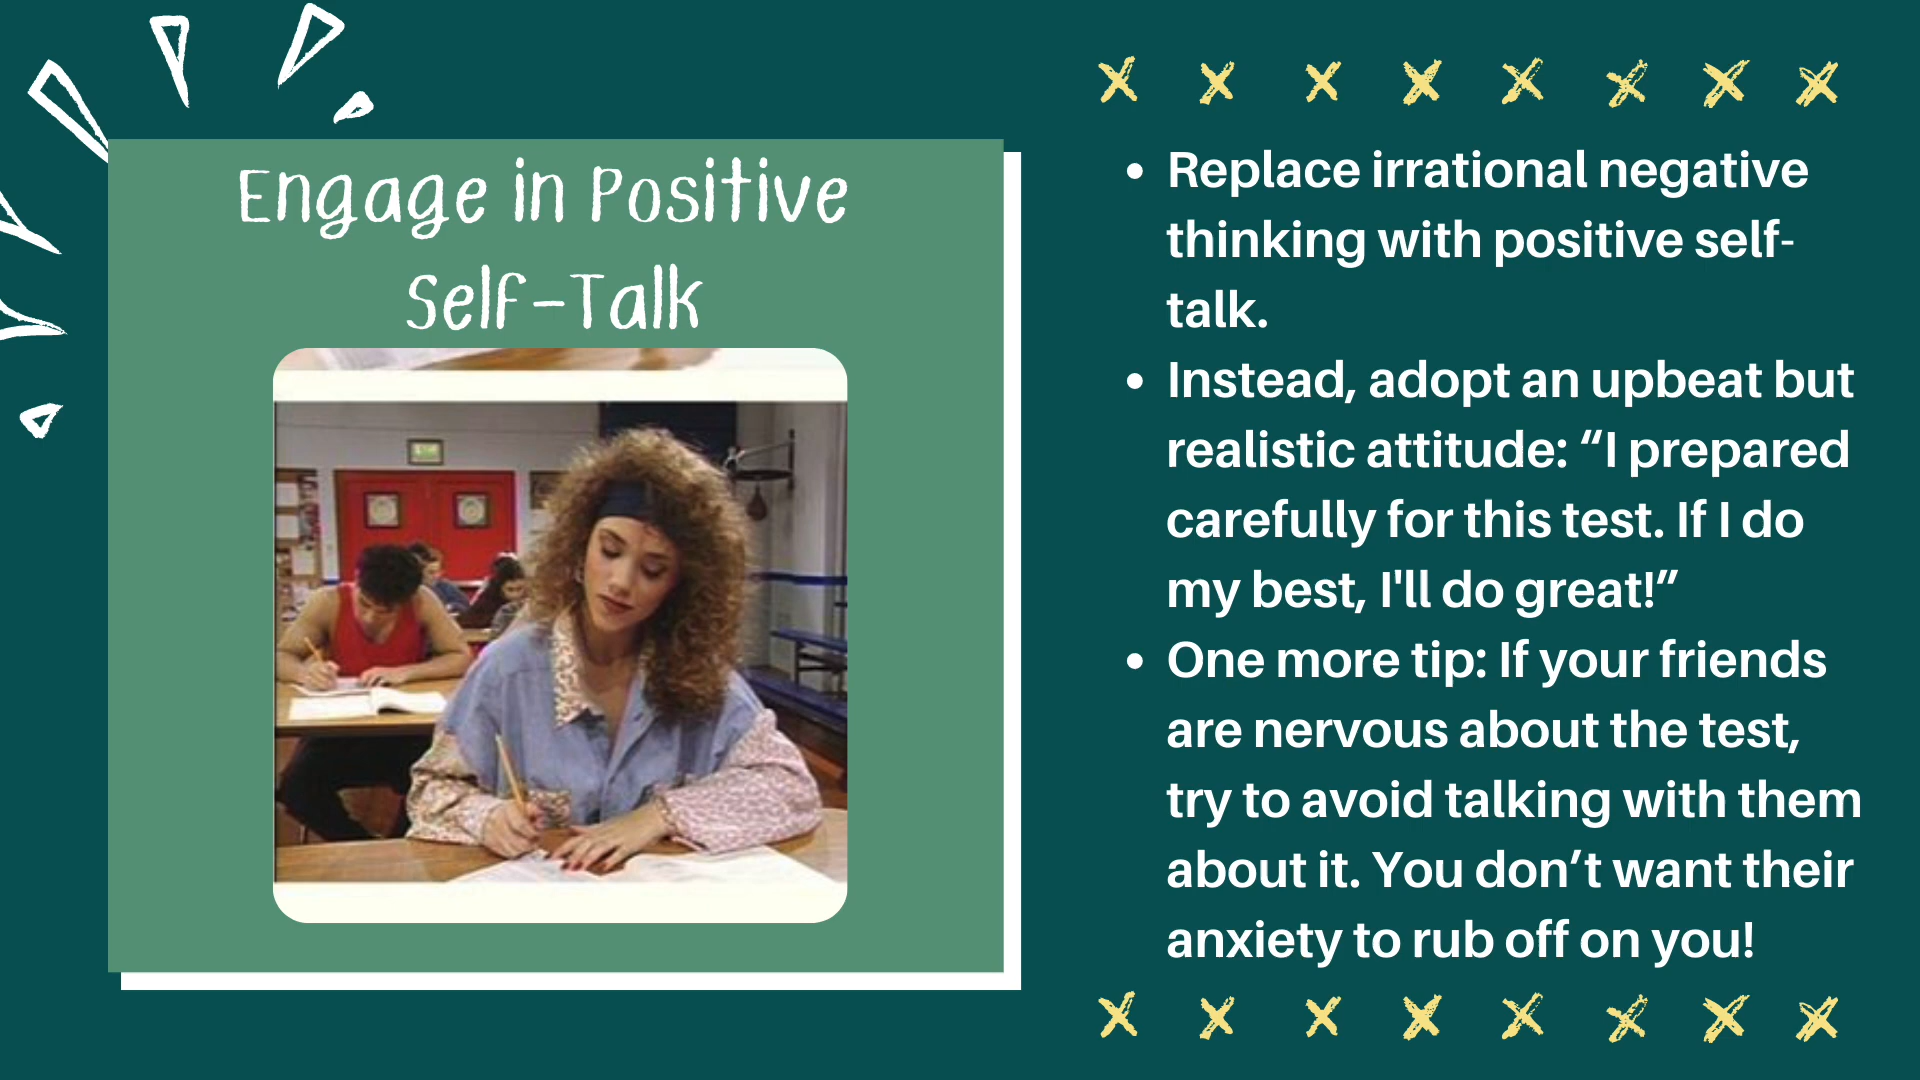 Engage in Positive
Self-Talk
• Replace irrational negative
thinking with positive self-
talk.
• Instead, adopt an upbeat but
realistic attitude: “I prepared
carefully for this test. If I do
my best, I'll do great!”
• One more tip: If your friends
are nervous about the test,
try to avoid talking with them
about it. You don’t want their
anxiety to rub off on you!